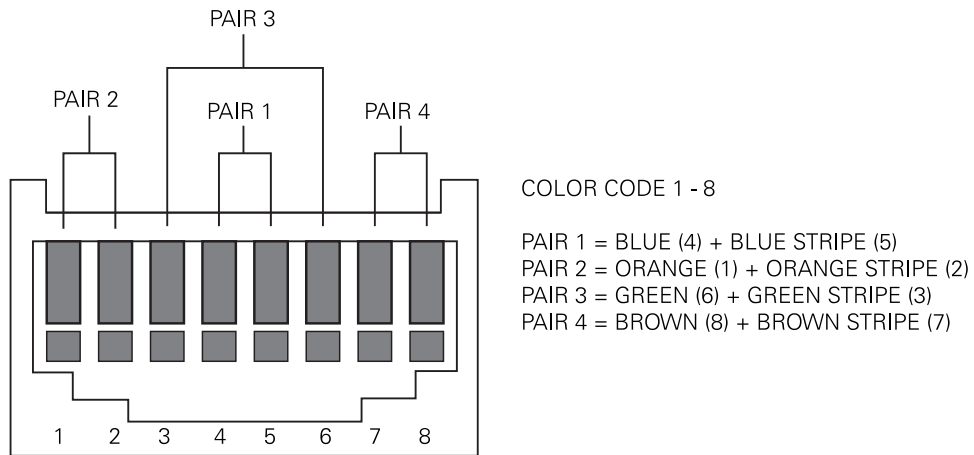 PAIR 3
PAIR 2
PAIR 1
PAIR 4
COLOR CODE 1 - 8
PAIR 1 = BLUE (4) + BLUE STRIPE (5)
PAIR 2 = ORANGE (1) + ORANGE STRIPE (2)
PAIR 3 = GREEN (6) + GREEN STRIPE (3)
PAIR 4 = BROWN (8) + BROWN STRIPE (7)
1 2 3 4 5 6 7 8